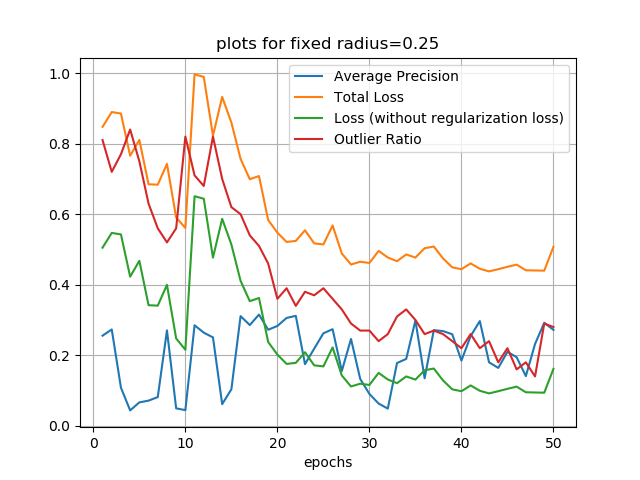 plots for fixed radius=0.25
1.0
0.8
0.6
0.4
0.2
0.0
Average Precision
Total Loss
Loss (without regularization loss)
Outlier Ratio
0 10 20 30 40 50
epochs